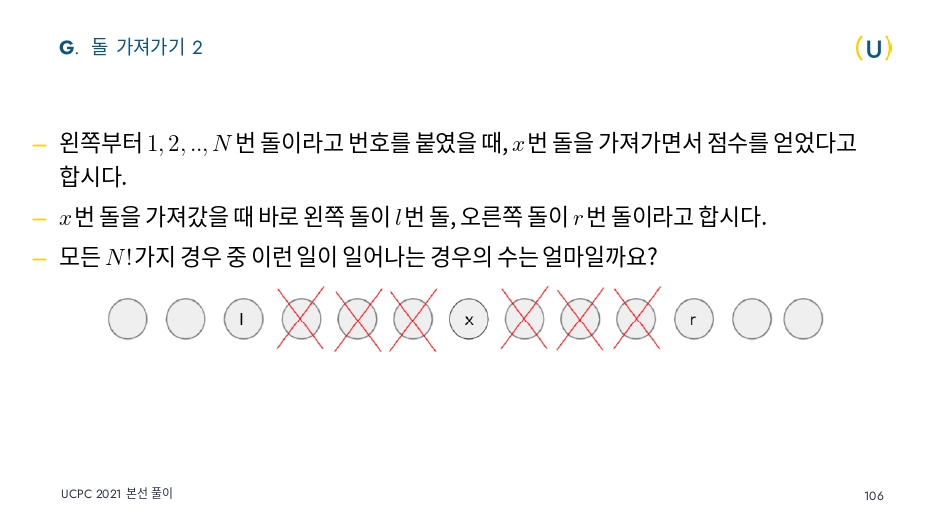 G. 돌 가져가기 2
(U)
– 왼쪽부터 1, 2, .., N번 돌이라고 번호를 붙였을 때, x번 돌을 가져가면서 점수를 얻었다고
합시다.
– x번 돌을 가져갔을 때 바로 왼쪽 돌이 l번 돌, 오른쪽 돌이 r번 돌이라고 합시다.
– 모든 N!가지 경우 중 이런 일이 일어나는 경우의 수는 얼마일까요?
l x r
UCPC 2021 본선 풀이
106